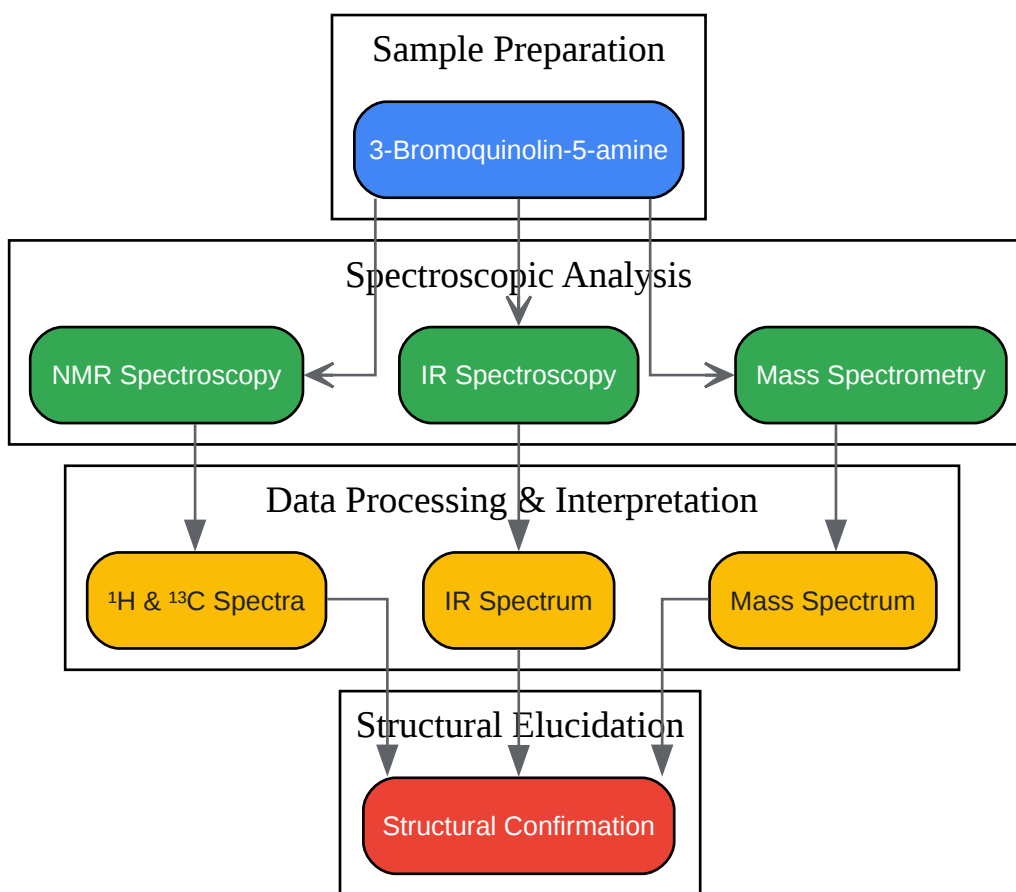 Sample Preparation
3-Bromoquinolin-5-amine
Spectroscopic Analysis
NMR Spectroscopy
IR Spectroscopy
Mass Spectrometry
Data Processing & Interpretation
¹H & ¹³C Spectra
IR Spectrum
Mass Spectrum
Structural Elucidation
Structural Confirmation